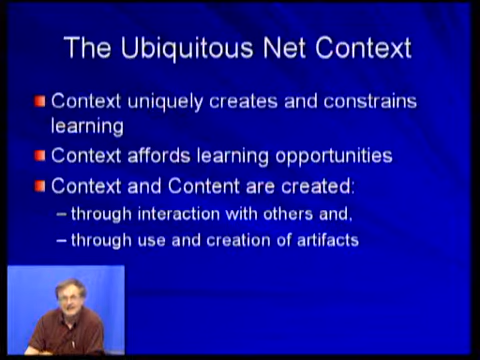 The Ubiquitous Net Context
Context uniquely creates and constrains
learning
Context affords learning opportunities
Context and Content are created:
– through interaction with others and,
– through use and creation of artifacts